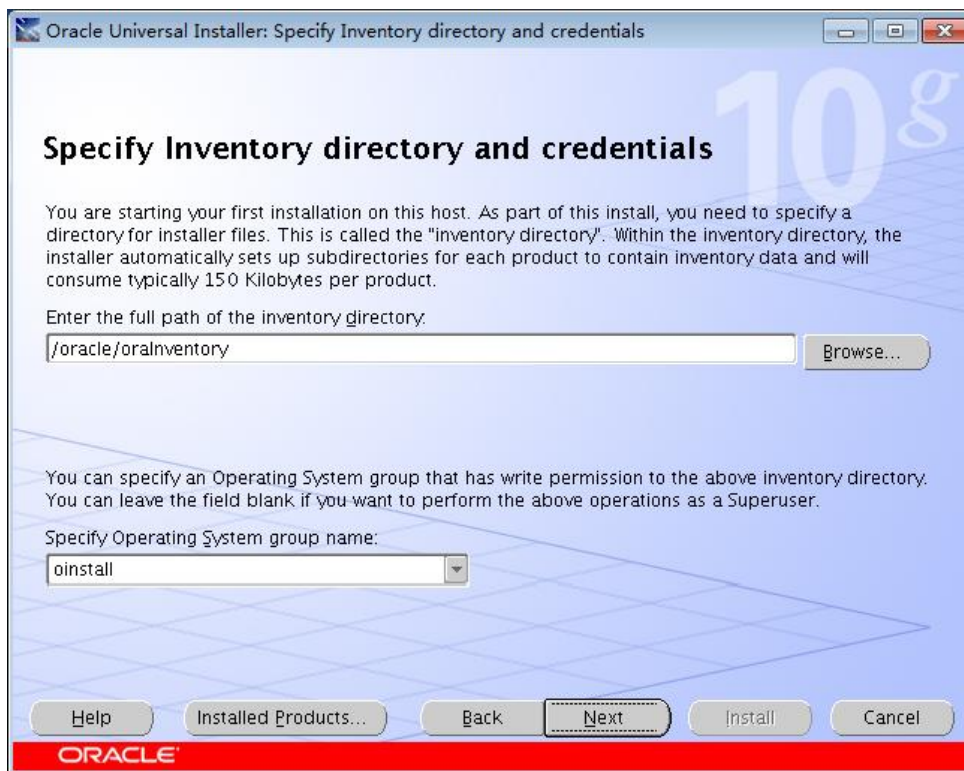 Oracle Universal Installer: Specify Inventory directory and credentials
10g
Specify Inventory directory and credentials
You are starting your first installation on this host. As part of this install, you need to specify a
directory for installer files. This is called the "inventory directory". Within the inventory directory, the
installer automatically sets up subdirectories for each product to contain inventory data and will
consume typically 150 Kilobytes per product.
Enter the full path of the inventory directory:
/oracle/oraInventory
Browse...
You can specify an Operating System group that has write permission to the above inventory directory.
You can leave the field blank if you want to perform the above operations as a Superuser.
Specify Operating System group name:
oinstall
Help Installed Products... Back Next Install Cancel
ORACLE